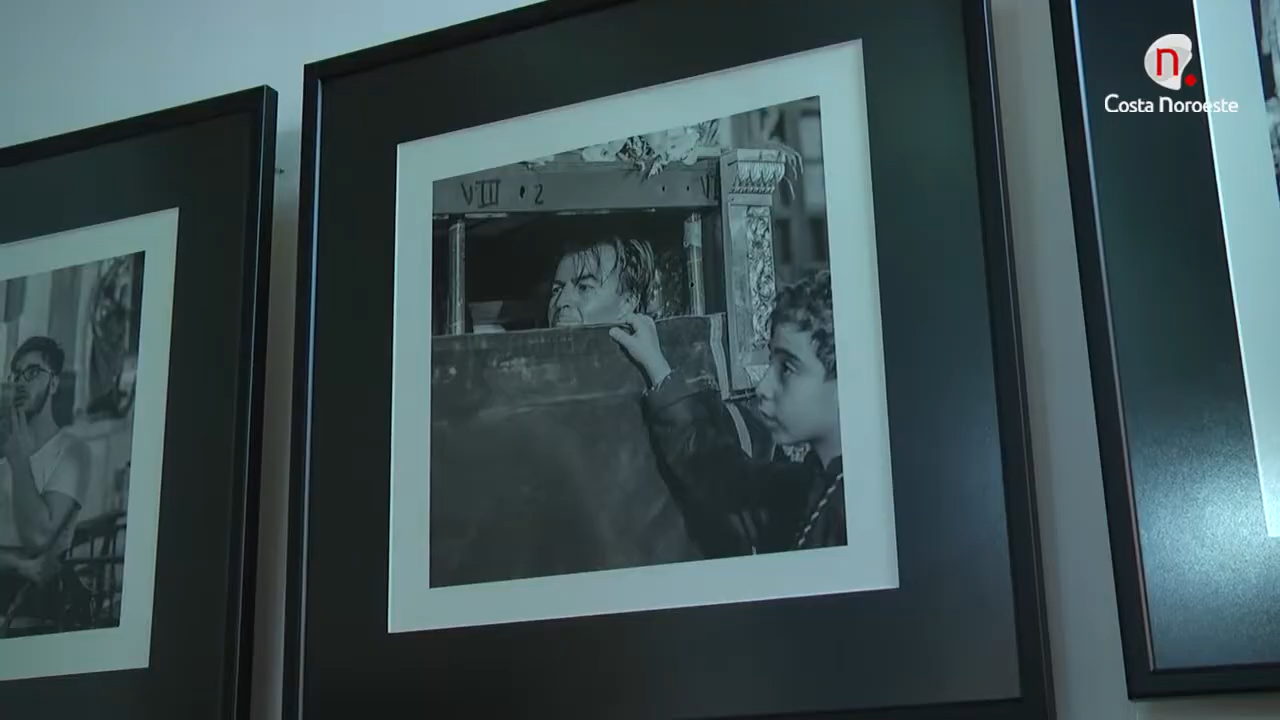 n.
Costa Noroeste
VIII • 2